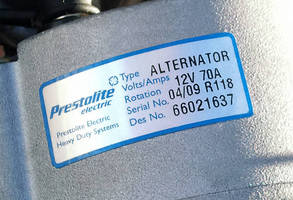 Prestolite
electric
Prestolite Electric
Heavy Duty Systems
Type ALTERNATOR
Volts/Amps 12V 70A
Rotation 04/09 R118
Serial No.
Des No. 66021637